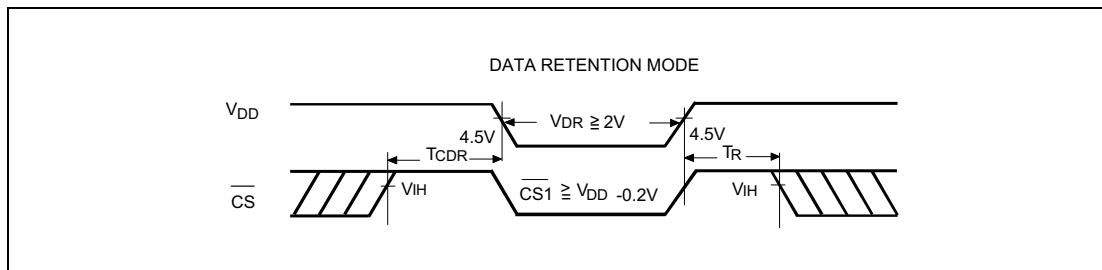 DATA RETENTION MODE
VDD
VDR ≧ 2V
4.5V
4.5V
TCDR
TR
CS
VIH
CS1 ≧ VDD -0.2V
VIH